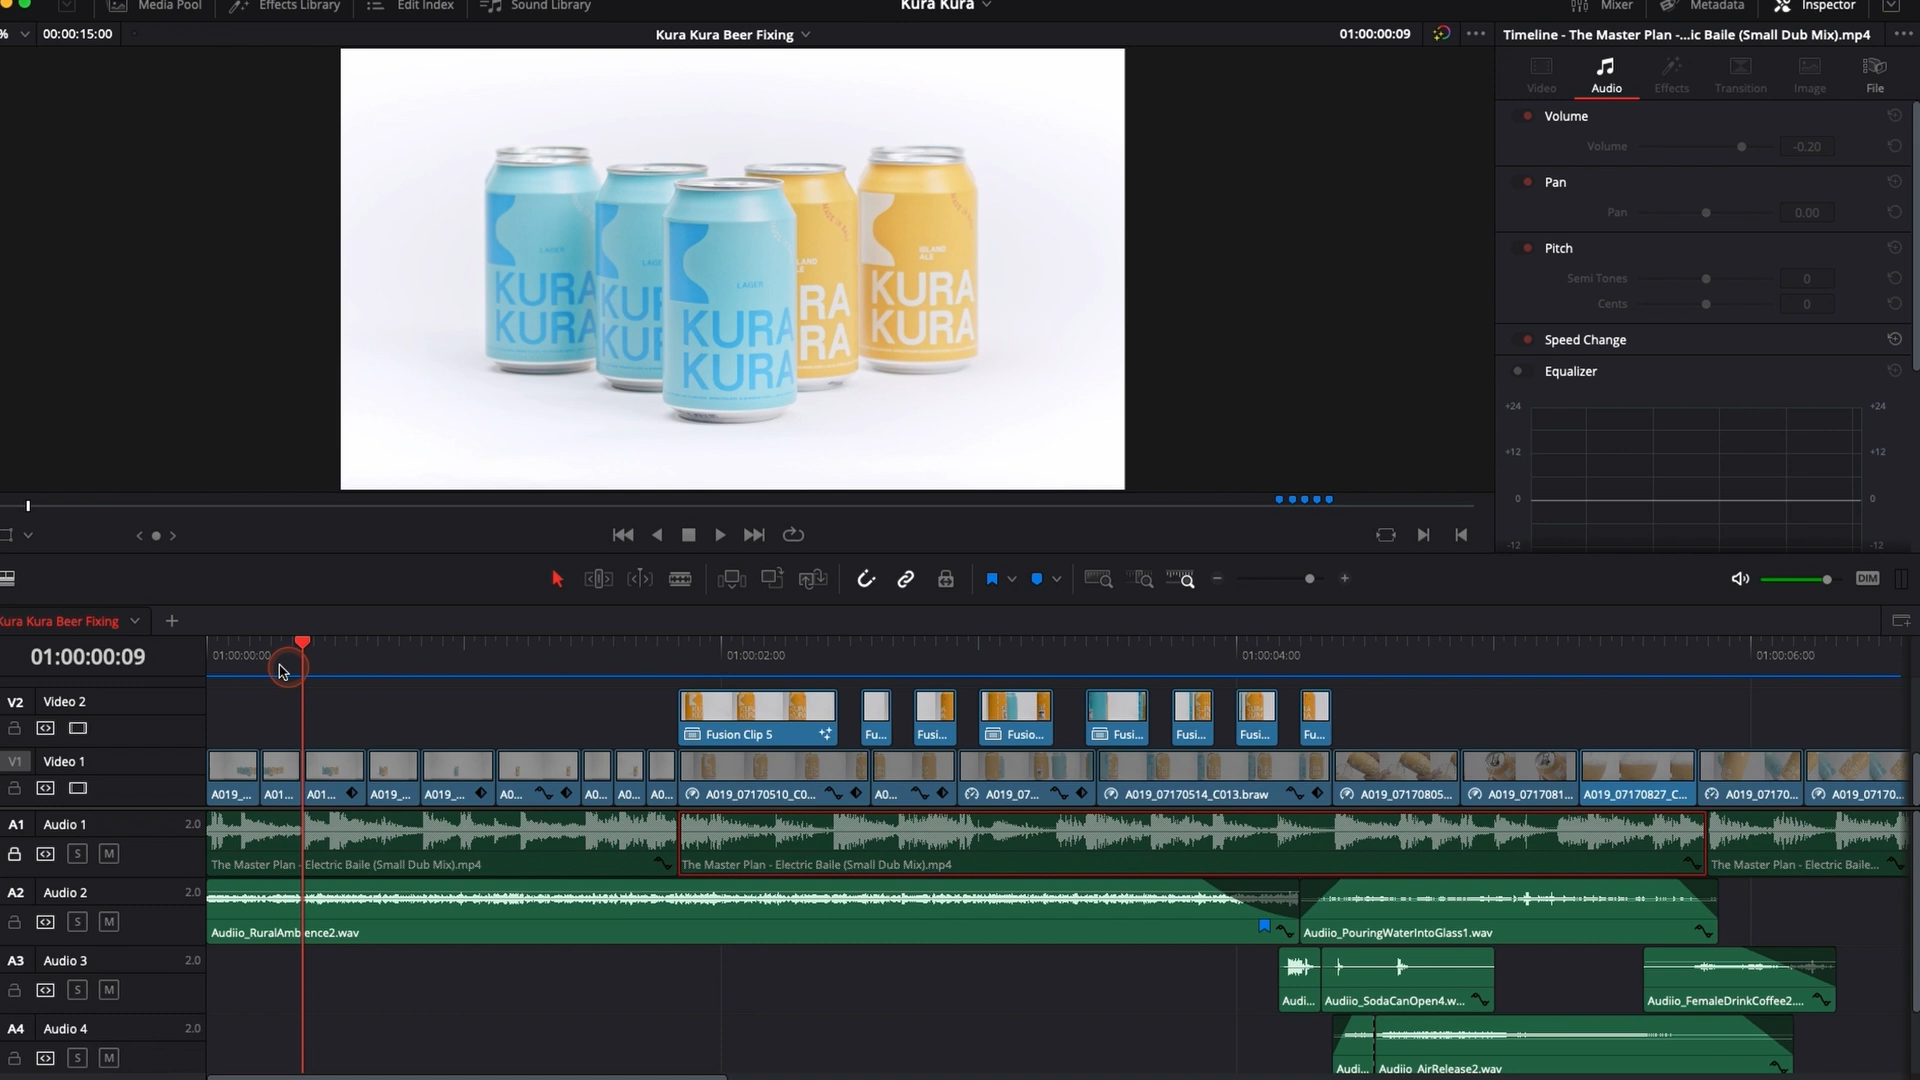 Media Pool
Effects Library
Edit Index
Sound Library
Kura Kura
Mixer
Metadata
Inspector
%
00:00:15:00
Kura Kura Beer Fixing
01:00:00:09
Timeline - The Master Plan -...ic Baile (Small Dub Mix).mp4
Video
Audio
Effects
Transition
Image
File
Volume
Volume
-0.20
Pan
Pan
0.00
Pitch
Semi Tones
0
Cents
0
Speed Change
Equalizer
+24
+24
+12
+12
0
0
-12
-12
LAGER
KURA
KURA
LAGER
KURA
KURA
ISLAND
ALE
KURA
KURA
DIM
Kura Kura Beer Fixing
01:00:00:09
01:00:00:00
01:00:02:00
01:00:04:00
01:00:06:00
V2
Video 2
Fusion Clip 5
Fu...
Fusi...
Fusio...
Fusi...
Fusi...
Fusi...
Fu...
V1
Video 1
A019_...
A01...
A01...
A019_...
A019_...
A0...
A0...
A0...
A0...
A019_07170510_C0...
A0...
A019_07...
A019_07170514_C013.braw
A019_07170805...
A019_0717081...
A019_07170827_C...
A019_07170...
A019_07170...
A1
Audio 1
2.0
S
M
The Master Plan - Electric Baile (Small Dub Mix).mp4
The Master Plan - Electric Baile (Small Dub Mix).mp4
The Master Plan - Electric Baile...
A2
Audio 2
2.0
S
M
Audiio_RuralAmbience2.wav
Audiio_PouringWaterIntoGlass1.wav
A3
Audio 3
2.0
S
M
Audi...
Audiio_SodaCanOpen4.w...
Audiio_FemaleDrinkCoffee2....
A4
Audio 4
2.0
S
M
Audi...
Audiio_AirRelease2.wav